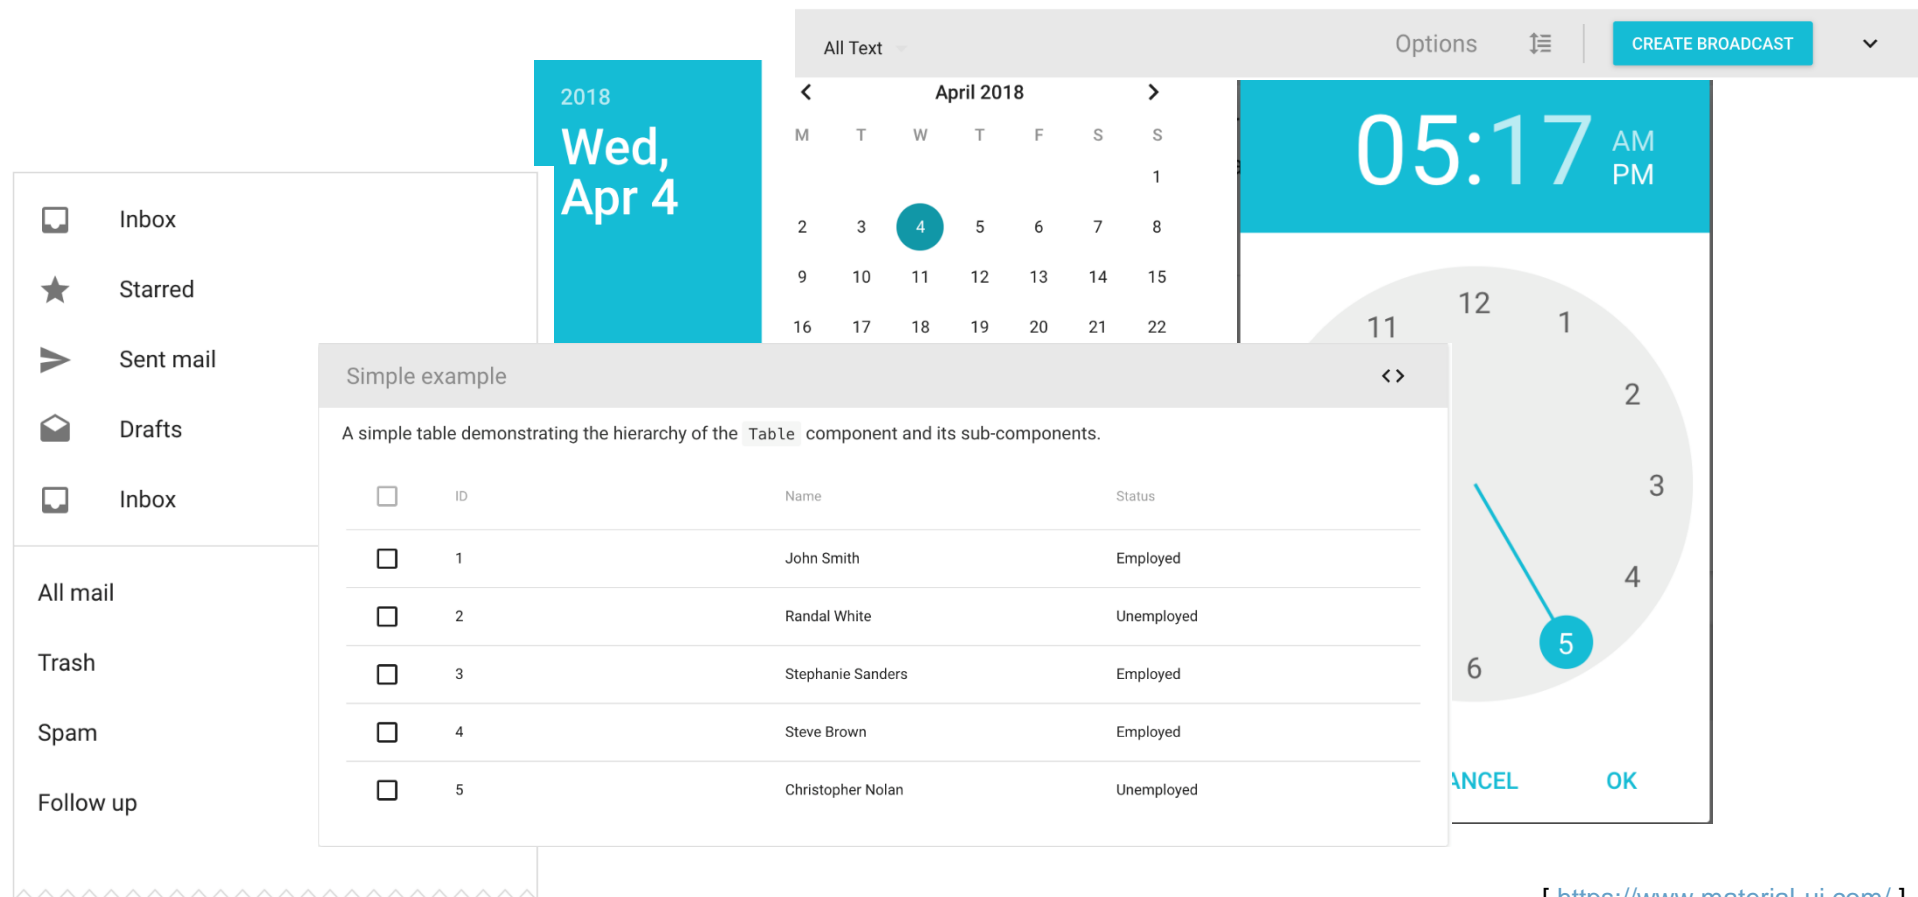 All Text
Options
CREATE BROADCAST
2018
Wed,
Apr 4
April 2018
M T W T F S S
1
2 3 4 5 6 7 8
9 10 11 12 13 14 15
16 17 18 19 20 21 22
05:17
AM
PM
12
11
1
2
3
4
5
6
OK
Inbox
Starred
Sent mail
Drafts
Inbox
All mail
Trash
Spam
Follow up
Simple example
A simple table demonstrating the hierarchy of the Table component and its sub-components.
ID Name Status
1 John Smith Employed
2 Randal White Unemployed
3 Stephanie Sanders Employed
4 Steve Brown Employed
5 Christopher Nolan Unemployed
[ https://www.material-ui.com/ ]